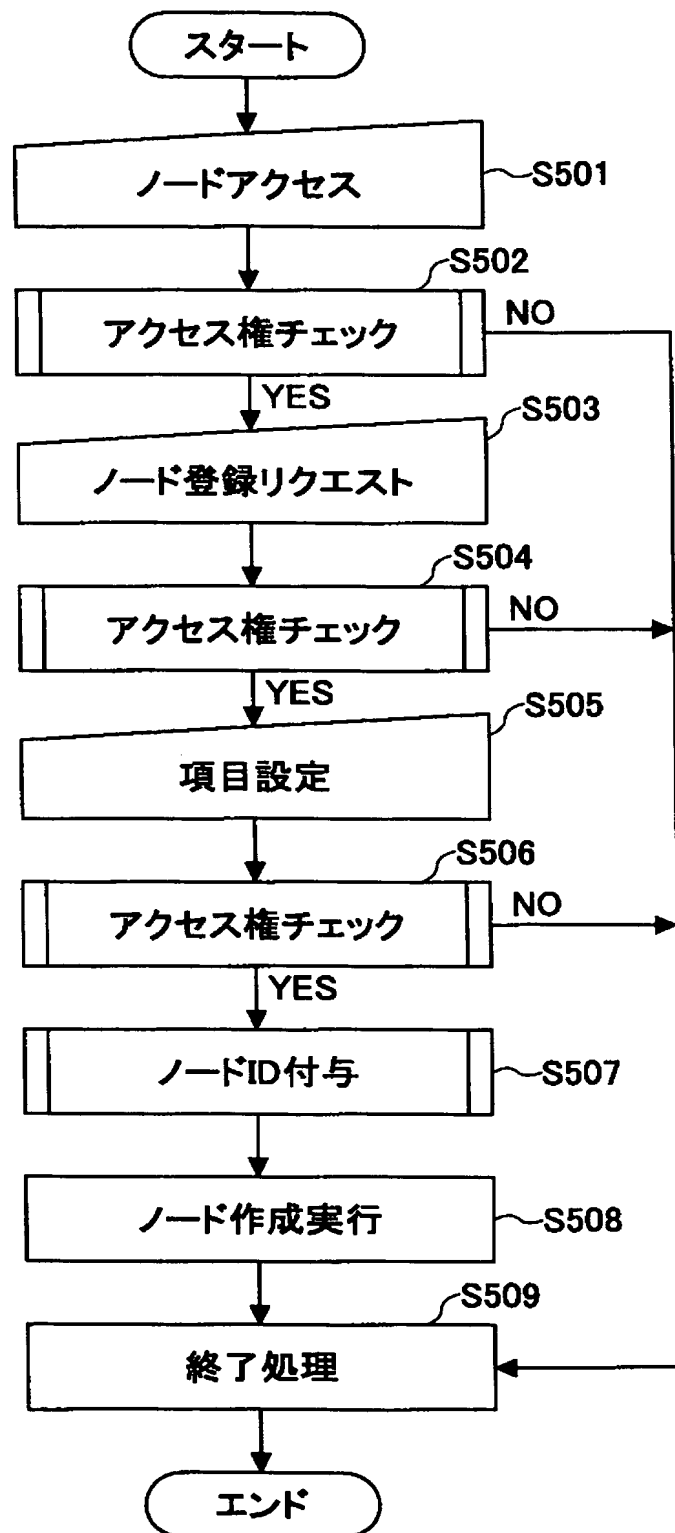 スタート
ノードアクセス
S501
S502
アクセス権チェック
NO
YES
S503
ノード登録リクエスト
S504
アクセス権チェック
NO
YES
S505
項目設定
S506
アクセス権チェック
NO
YES
ノードID付与
S507
ノード作成実行
S508
S509
終了処理
エンド